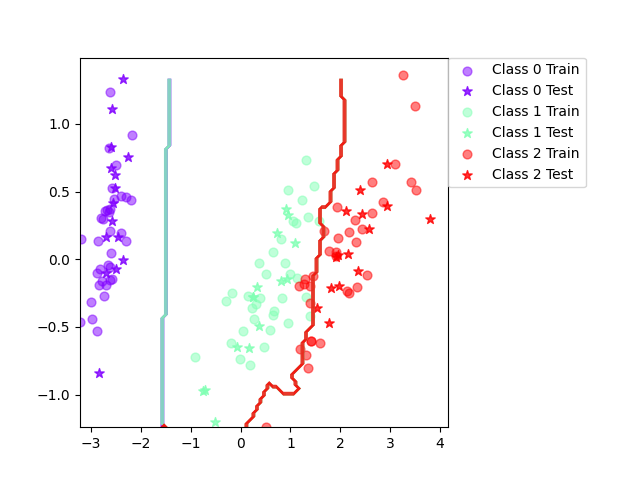 Class 0 Train
Class 0 Test
Class 1 Train
Class 1 Test
Class 2 Train
Class 2 Test
1.0
0.5
0.0
−0.5
−1.0
−3 −2 −1 0 1 2 3 4